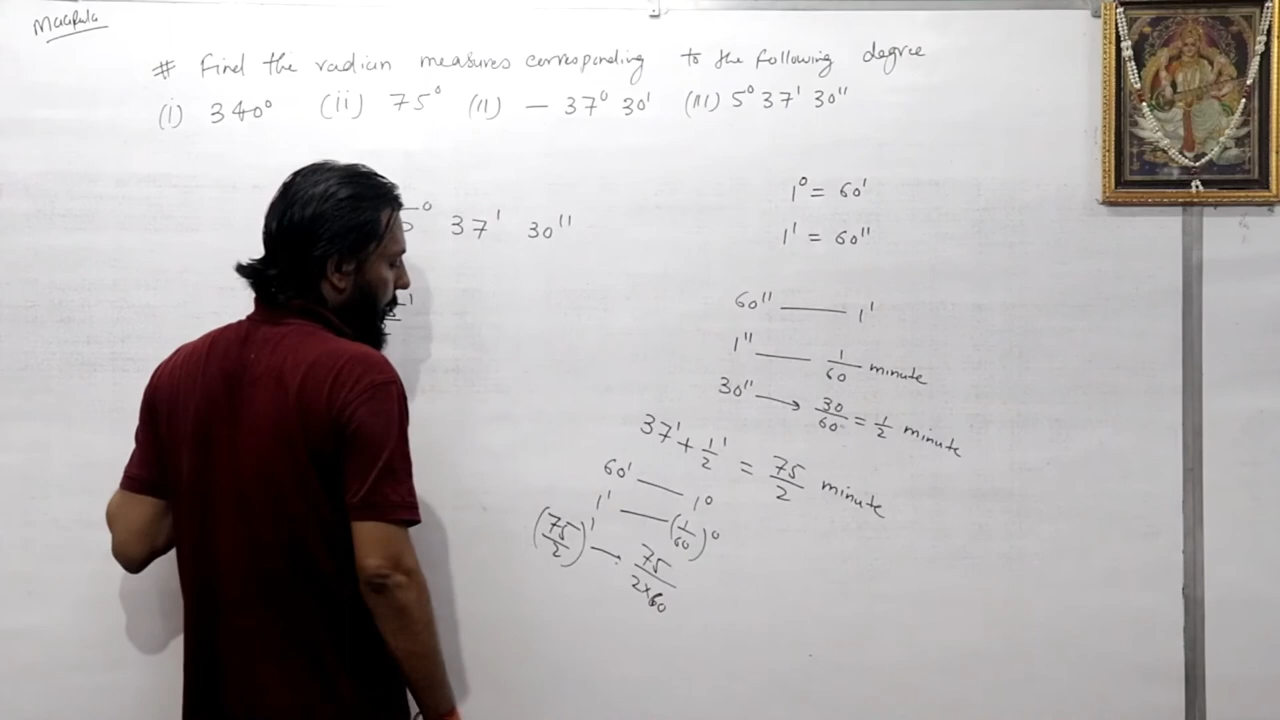 # Find the radian measures corresponding to the following degree
(i) 340° (ii) 75° (II) - 37° 30' (III) 5° 37' 30''
37' 30''
1° = 60'
1' = 60''
60'' — 1'
1'' — 1/60 minute
30'' → 30/60 = 1/2 minute
37' + 1/2' = 75/2 minute
60' — 1°
1' — (1/60)°
(75/2)' → 75/2×60